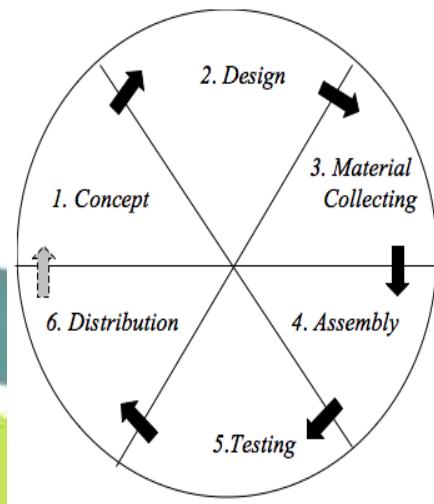 2. Design
3. Material
Collecting
1. Concept
6. Distribution
4. Assembly
5.Testing